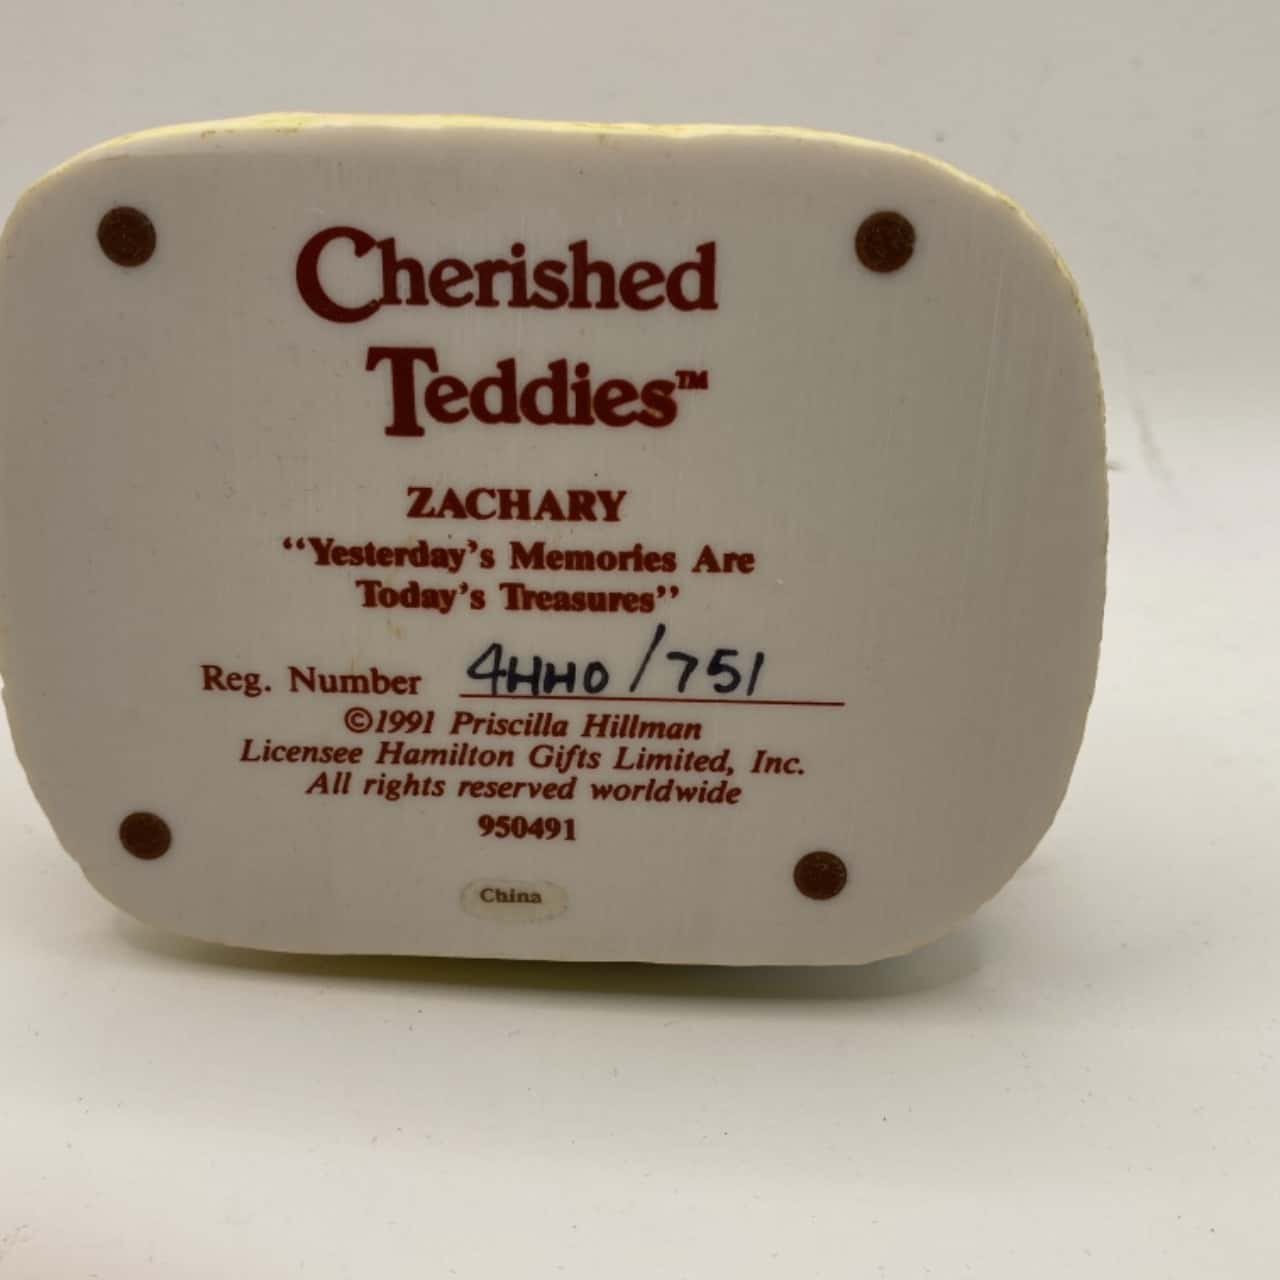 Cherished
Teddies™
ZACHARY
“Yesterday’s Memories Are
Today’s Treasures”
Reg. Number 4HHO/751
©1991 Priscilla Hillman
Licensee Hamilton Gifts Limited, Inc.
All rights reserved worldwide
950491
China